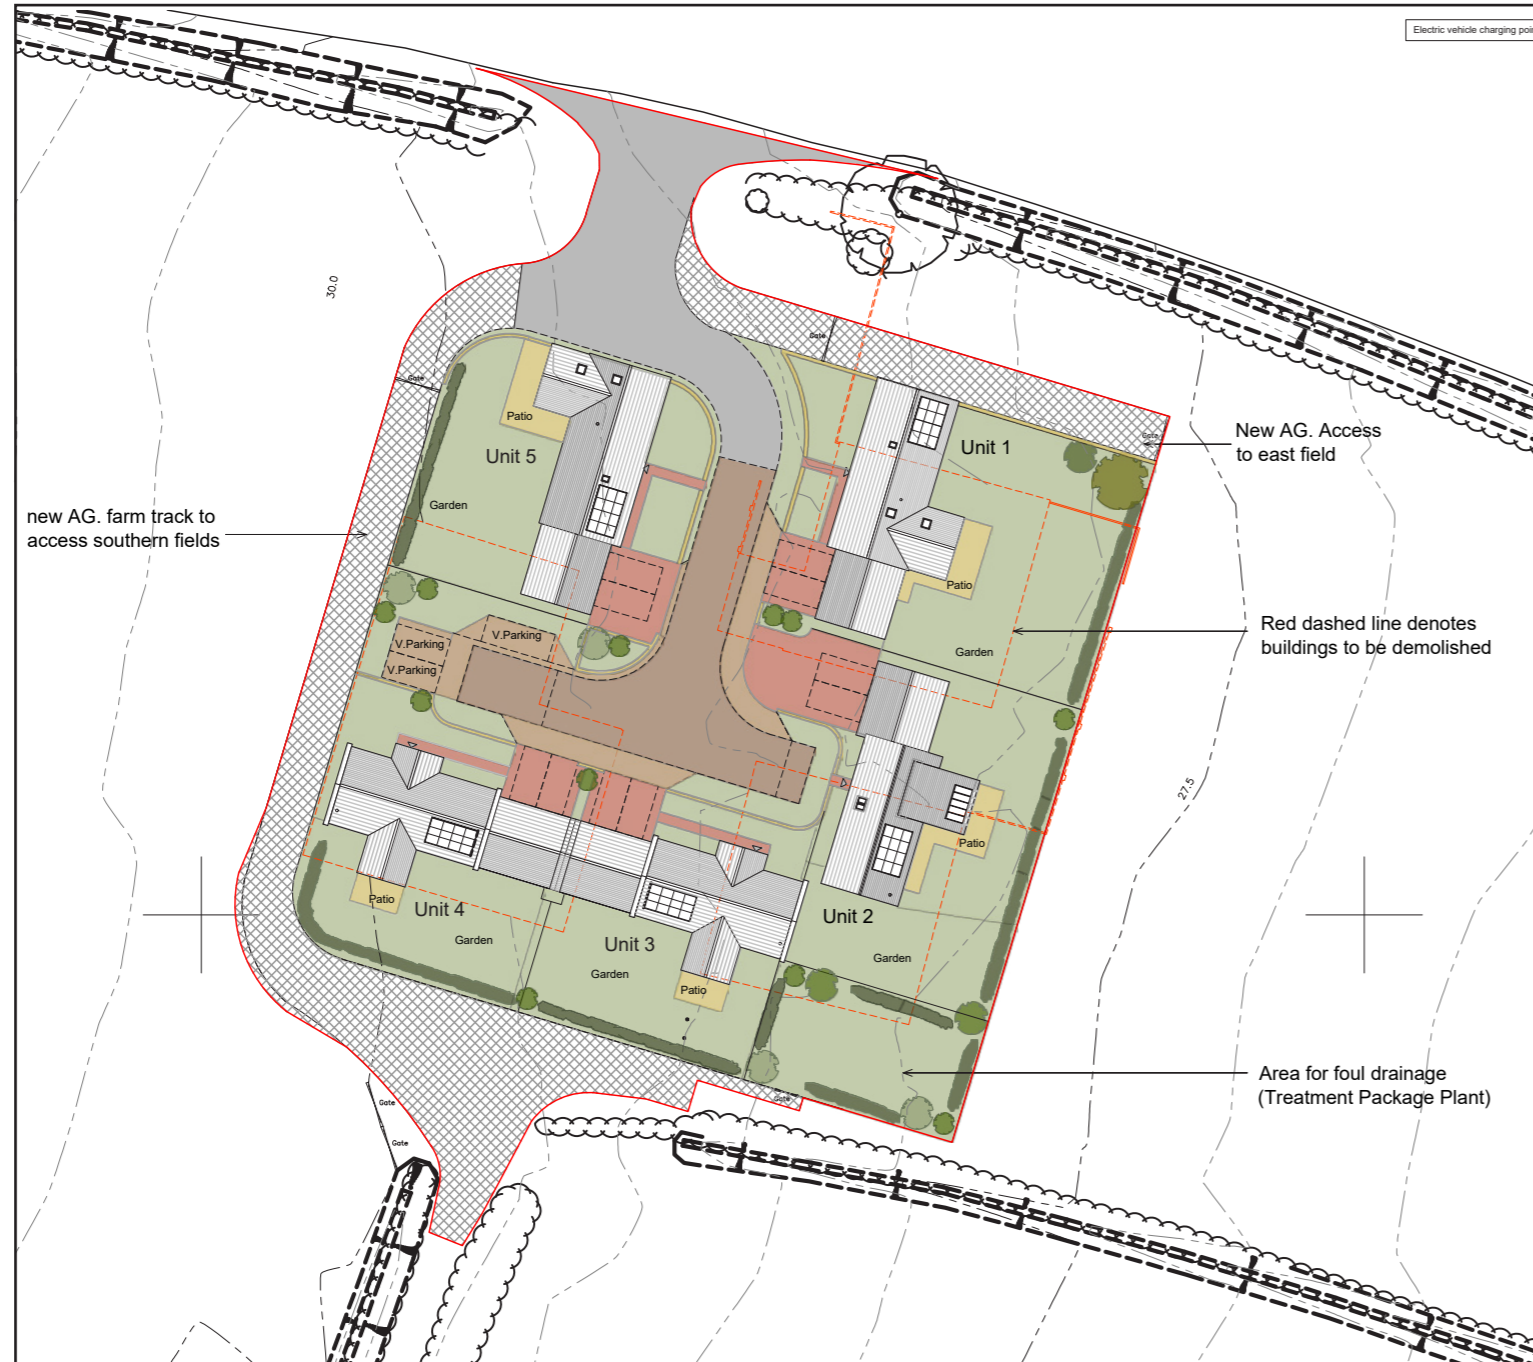 Electric vehicle charging
30.0
Gate
Gate
Patio
Unit 5
Garden
Unit 1
Gate
New AG. Access
to east field
new AG. farm track to
access southern fields
Patio
Garden
Red dashed line denotes
buildings to be demolished
V.Parking
V.Parking
V.Parking
27.5
Patio
Patio
Unit 4
Garden
Unit 3
Garden
Patio
Unit 2
Garden
Area for foul drainage
(Treatment Package Plant)
Gate
Gate
Gate